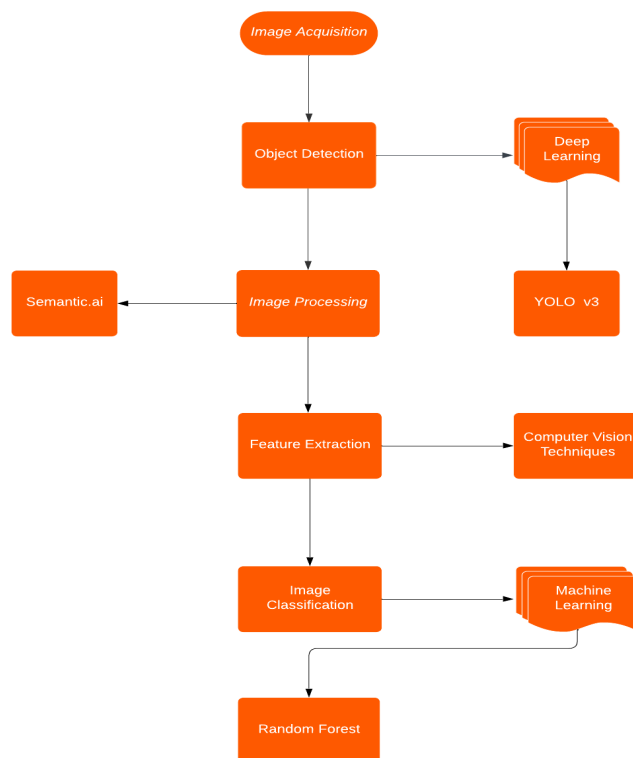 Image Acquisition
Object Detection
Deep
Learning
Semantic.ai
Image Processing
YOLO v3
Feature Extraction
Computer Vision
Techniques
Image
Classification
Machine
Learning
Random Forest